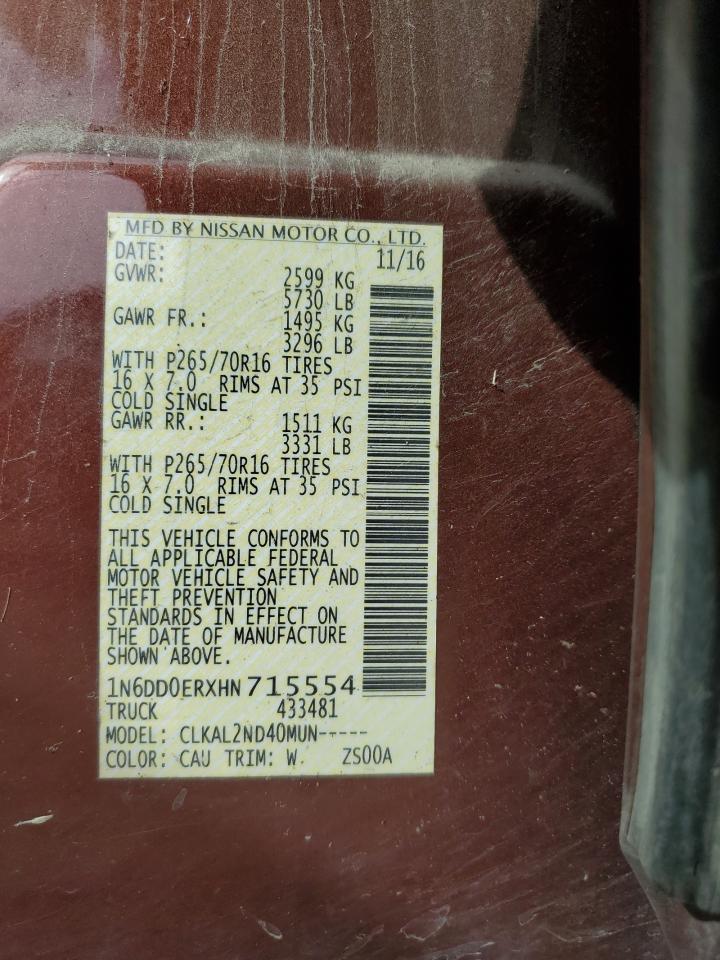 MFD BY NISSAN MOTOR CO., LTD.
DATE: 11/16
GVWR: 2599 KG
5730 LB
GAWR FR.: 1495 KG
3296 LB
WITH P265/70R16 TIRES
16 X 7.0 RIMS AT 35 PSI
COLD SINGLE
GAWR RR.: 1511 KG
3331 LB
WITH P265/70R16 TIRES
16 X 7.0 RIMS AT 35 PSI
COLD SINGLE
THIS VEHICLE CONFORMS TO
ALL APPLICABLE FEDERAL
MOTOR VEHICLE SAFETY AND
THEFT PREVENTION
STANDARDS IN EFFECT ON
THE DATE OF MANUFACTURE
SHOWN ABOVE.
1N6DD0ERXHN 715554
TRUCK 433481
MODEL: CLKAL2ND40MUN-----
COLOR: CAU TRIM: W ZS00A